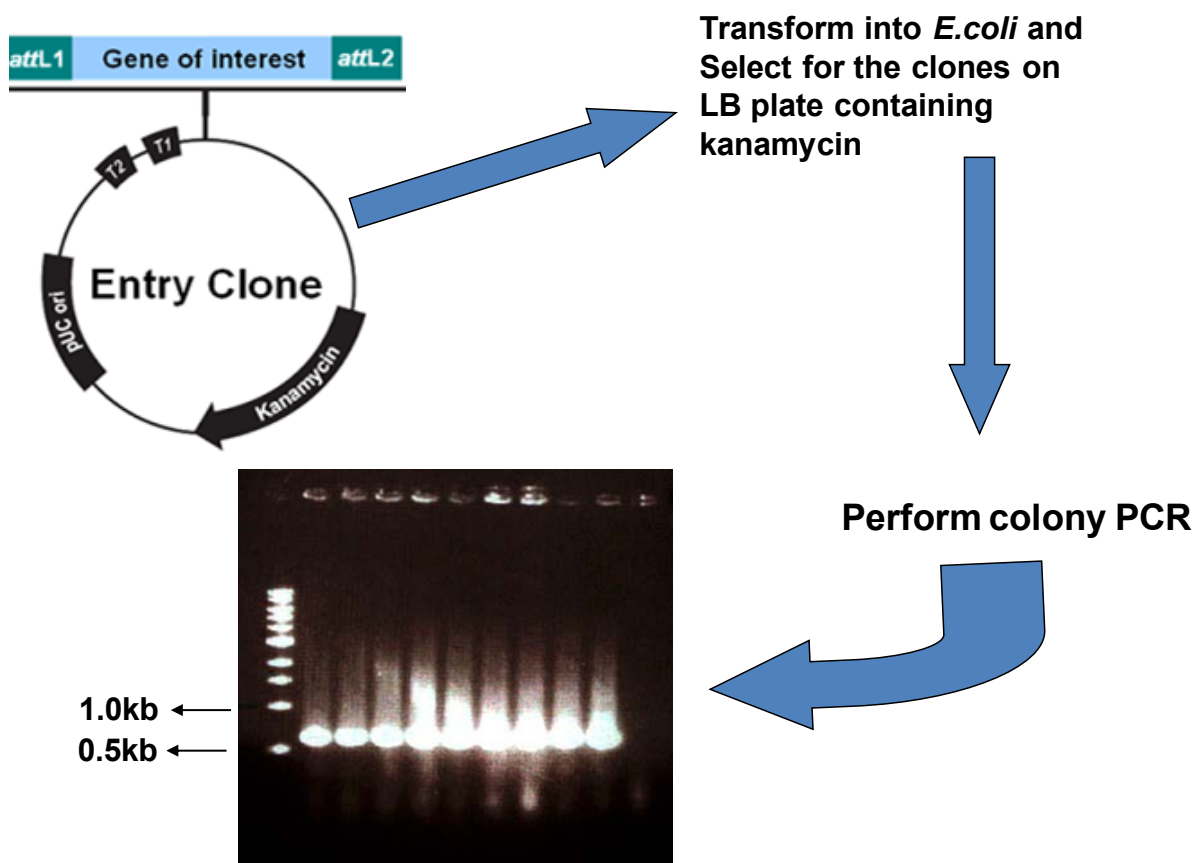 attL1 Gene of interest attL2
T1
T2
Entry Clone
pUC ori
Kanamycin
Transform into E.coli and
Select for the clones on
LB plate containing
kanamycin
Perform colony PCR
1.0kb
0.5kb